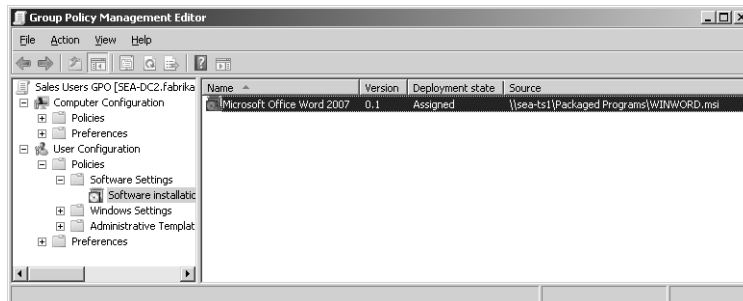 Group Policy Management Editor
File Action View Help
Sales Users GPO [SEA-DC2.fabrika
Computer Configuration
Policies
Preferences
User Configuration
Policies
Software Settings
Software installatio
Windows Settings
Administrative Templat
Preferences
Name Version Deployment state Source
Microsoft Office Word 2007 0.1 Assigned \\sea-ts1\Packaged Programs\WINWORD.msi